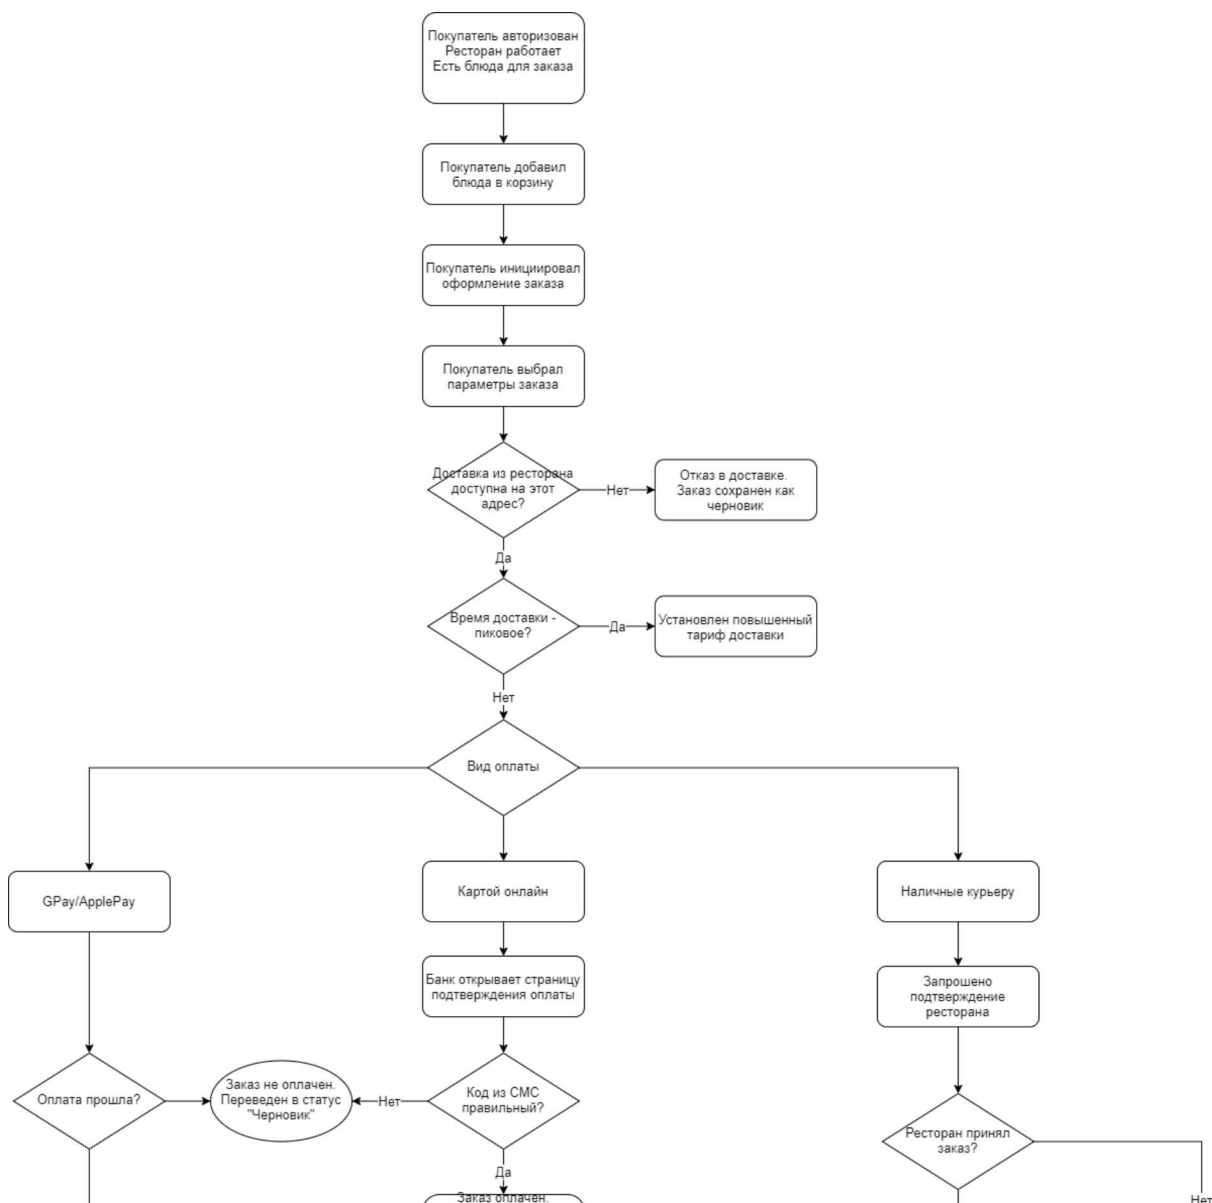 Покупатель авторизован
Ресторан работает
Есть блюда для заказа
Покупатель добавил
блюда в корзину
Покупатель инициировал
оформление заказа
Покупатель выбрал
параметры заказа
Доставка из ресторана
доступна на этот
адрес?
Нет
Отказ в доставке.
Заказ сохранен как
черновик
Да
Время доставки -
пиковое?
Да
Установлен повышенный
тариф доставки
Нет
Вид оплаты
GPay/ApplePay
Картой онлайн
Наличные курьеру
Банк открывает страницу
подтверждения оплаты
Запрошено
подтверждение
ресторана
Оплата прошла?
Заказ не оплачен.
Переведен в статус
"Черновик"
Нет
Код из СМС
правильный?
Ресторан принял
заказ?
Да
Заказ оплачен.
Нет